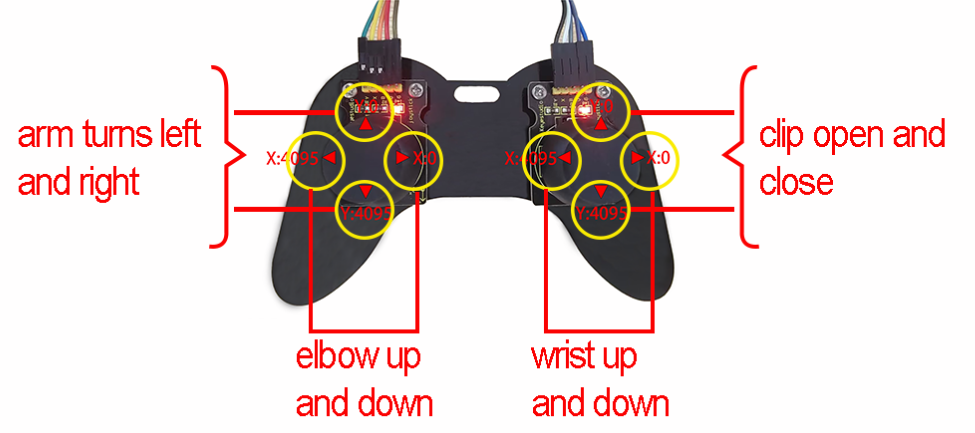 arm turns left
and right
Y:0
X:4095
X:0
Y:4095
Y:0
X:4095
X:0
Y:4095
clip open and
close
elbow up
and down
wrist up
and down